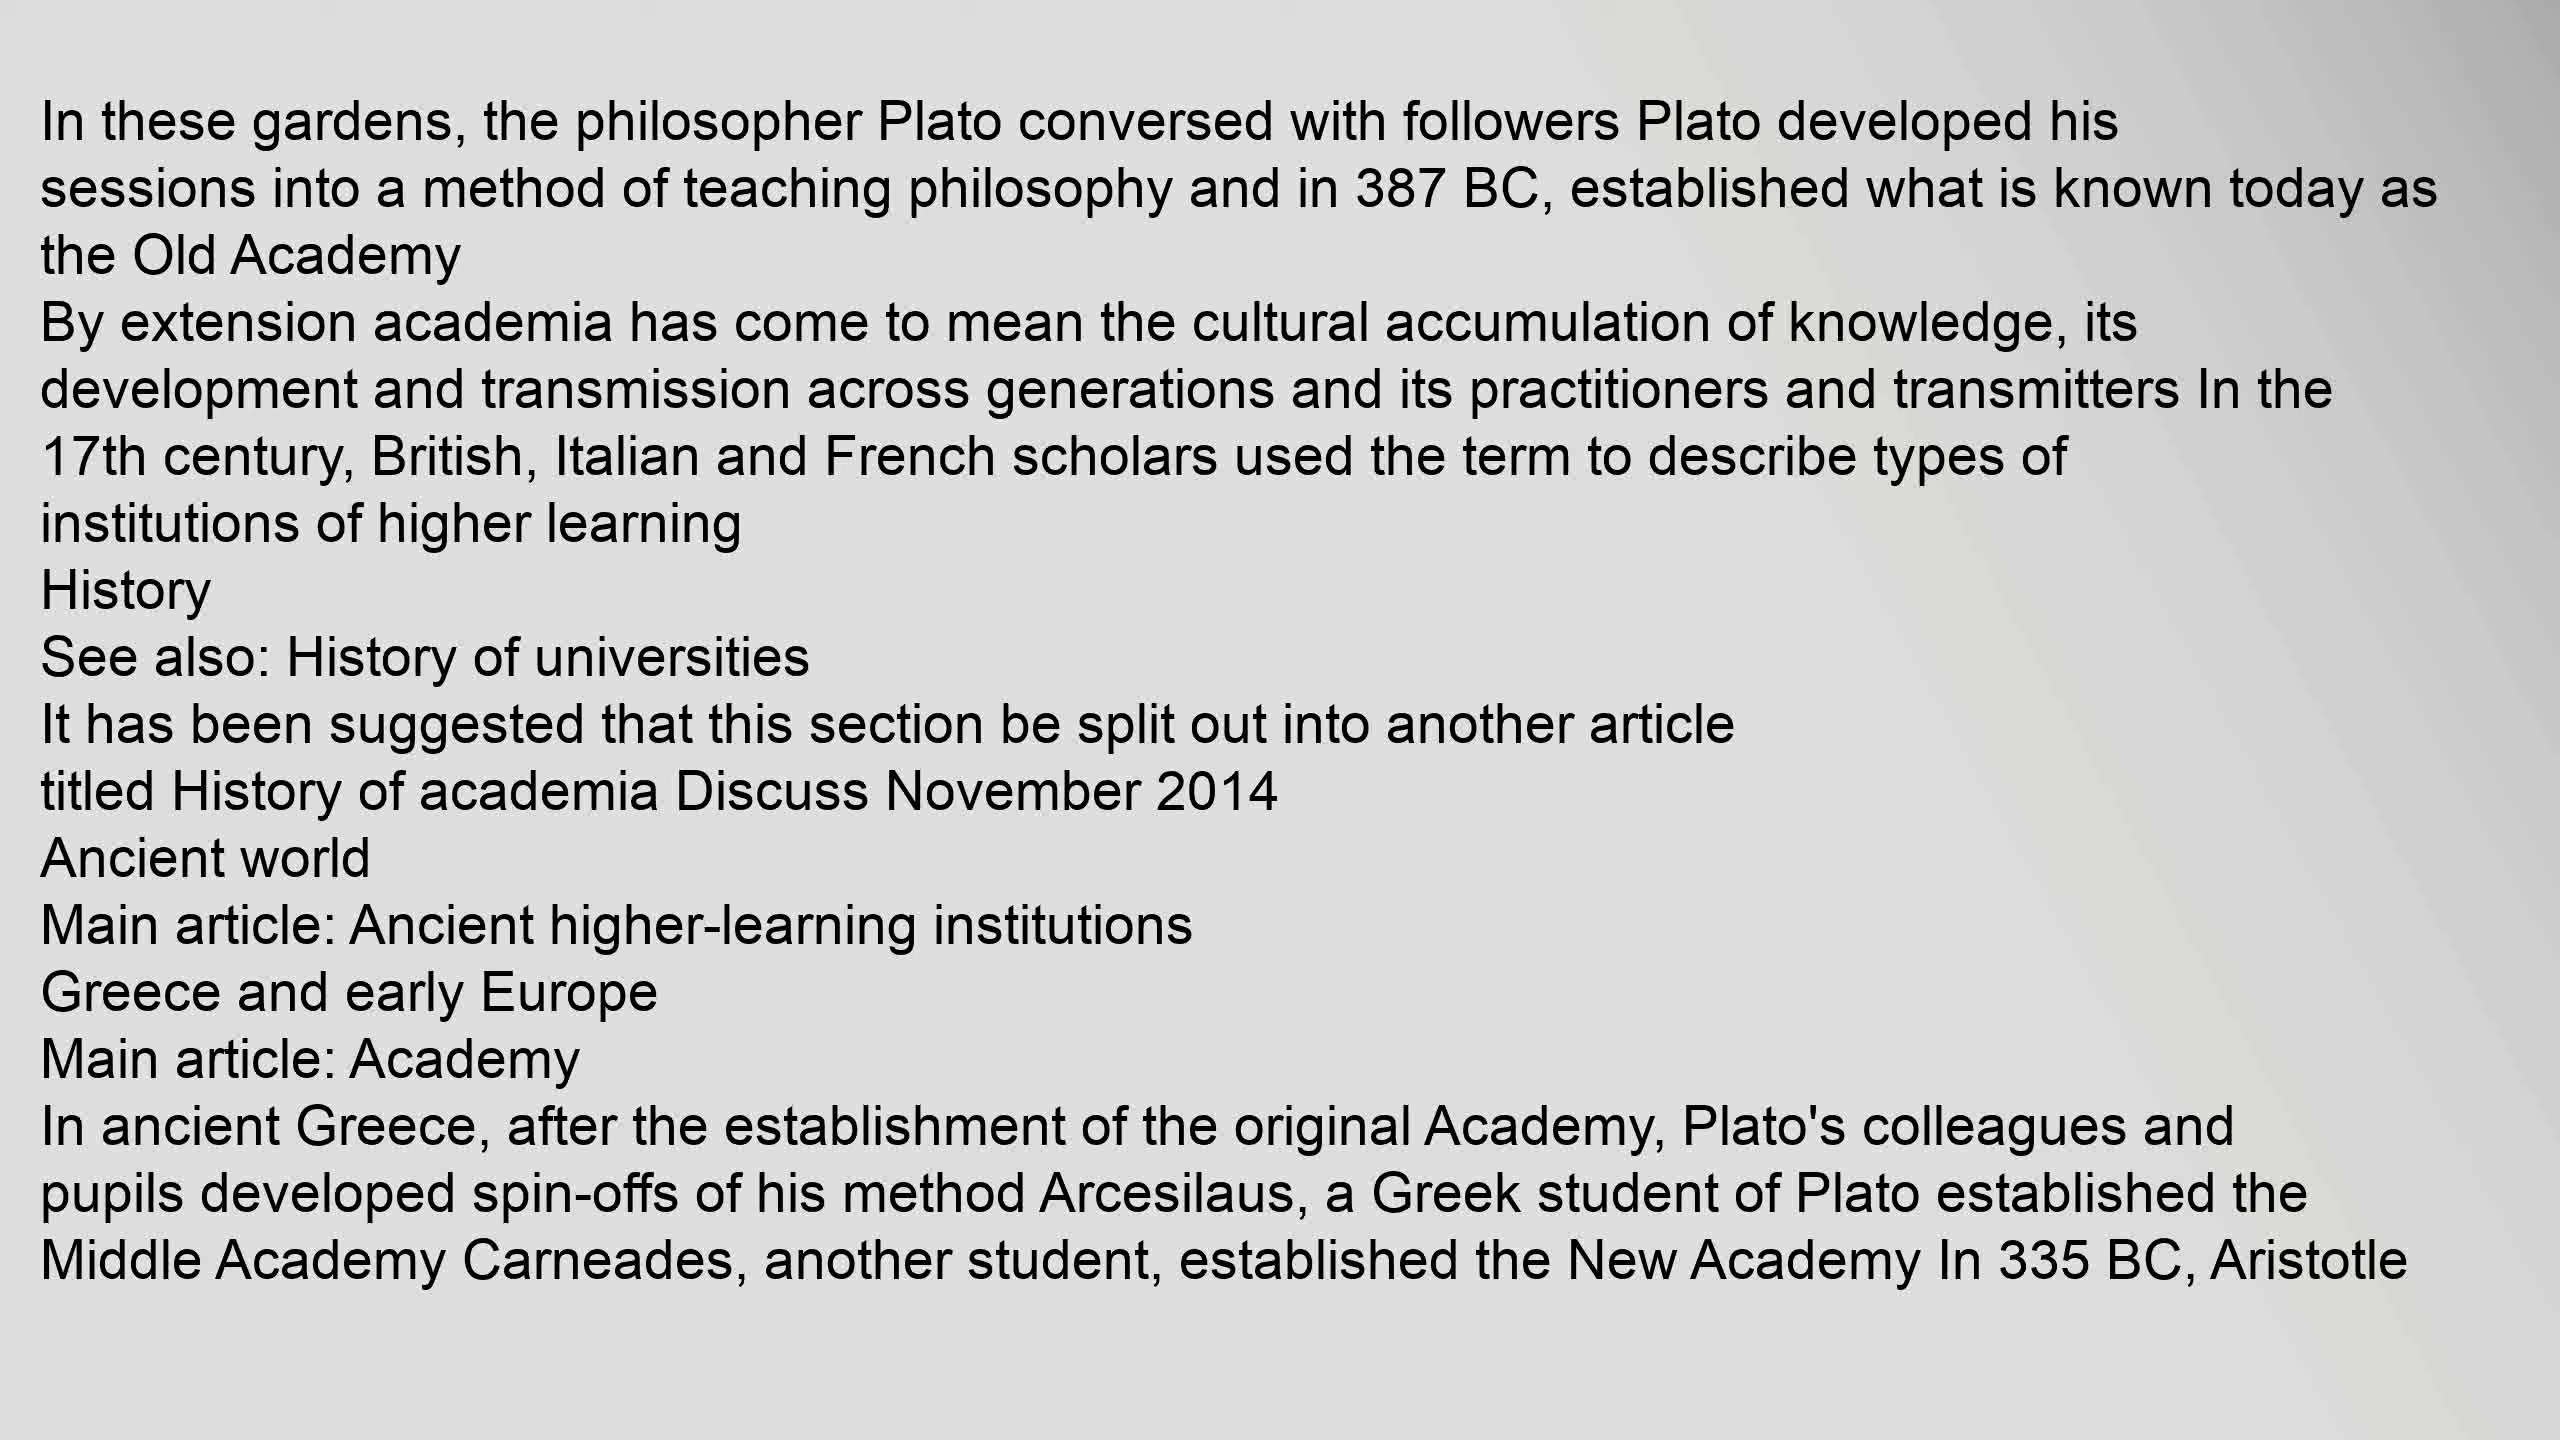 In these gardens, the philosopher Plato conversed with followers Plato developed his
sessions into a method of teaching philosophy and in 387 BC, established what is known today as
the Old Academy
By extension academia has come to mean the cultural accumulation of knowledge, its
development and transmission across generations and its practitioners and transmitters In the
17th century, British, Italian and French scholars used the term to describe types of
institutions of higher learning
History
See also: History of universities
It has been suggested that this section be split out into another article
titled History of academia Discuss November 2014
Ancient world
Main article: Ancient higher-learning institutions
Greece and early Europe
Main article: Academy
In ancient Greece, after the establishment of the original Academy, Plato's colleagues and
pupils developed spin-offs of his method Arcesilaus, a Greek student of Plato established the
Middle Academy Carneades, another student, established the New Academy In 335 BC, Aristotle